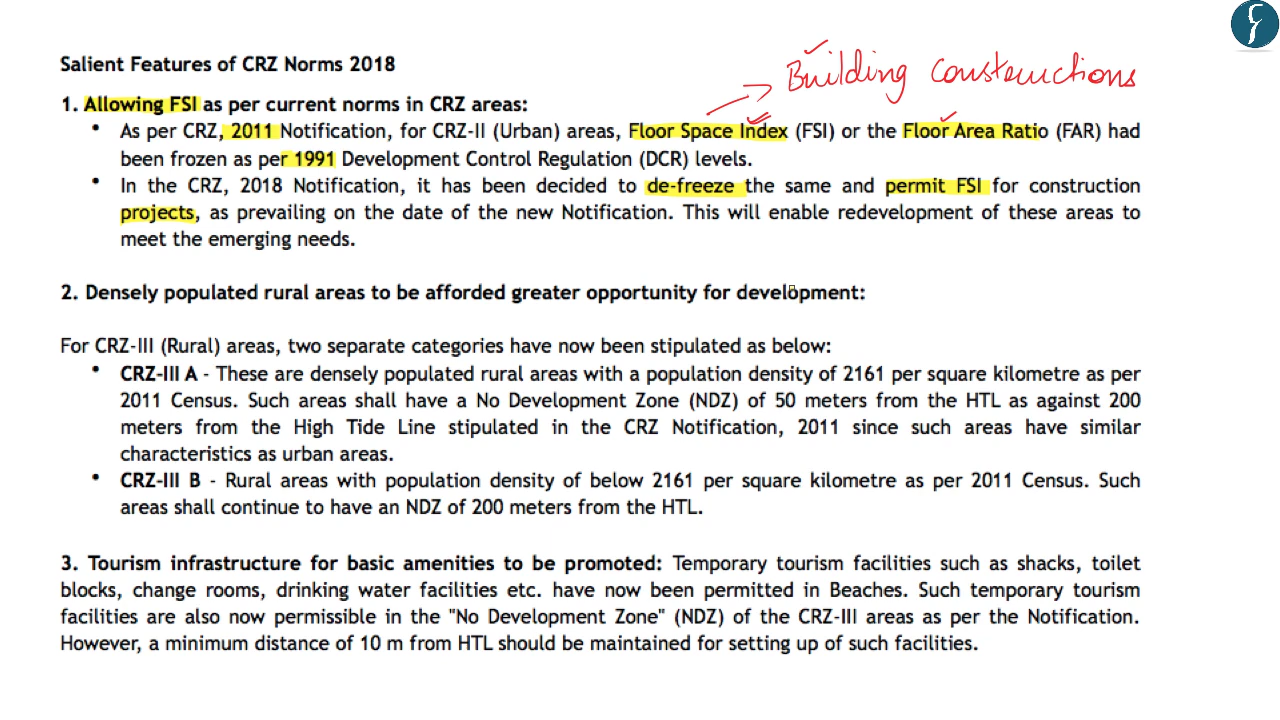 Salient Features of CRZ Norms 2018
Building Constructions
1. Allowing FSI as per current norms in CRZ areas:
• As per CRZ, 2011 Notification, for CRZ-II (Urban) areas, Floor Space Index (FSI) or the Floor Area Ratio (FAR) had
been frozen as per 1991 Development Control Regulation (DCR) levels.
• In the CRZ, 2018 Notification, it has been decided to de-freeze the same and permit FSI for construction
projects, as prevailing on the date of the new Notification. This will enable redevelopment of these areas to
meet the emerging needs.
2. Densely populated rural areas to be afforded greater opportunity for development:
For CRZ-III (Rural) areas, two separate categories have now been stipulated as below:
• CRZ-III A - These are densely populated rural areas with a population density of 2161 per square kilometre as per
2011 Census. Such areas shall have a No Development Zone (NDZ) of 50 meters from the HTL as against 200
meters from the High Tide Line stipulated in the CRZ Notification, 2011 since such areas have similar
characteristics as urban areas.
• CRZ-III B - Rural areas with population density of below 2161 per square kilometre as per 2011 Census. Such
areas shall continue to have an NDZ of 200 meters from the HTL.
3. Tourism infrastructure for basic amenities to be promoted: Temporary tourism facilities such as shacks, toilet
blocks, change rooms, drinking water facilities etc. have now been permitted in Beaches. Such temporary tourism
facilities are also now permissible in the "No Development Zone" (NDZ) of the CRZ-III areas as per the Notification.
However, a minimum distance of 10 m from HTL should be maintained for setting up of such facilities.